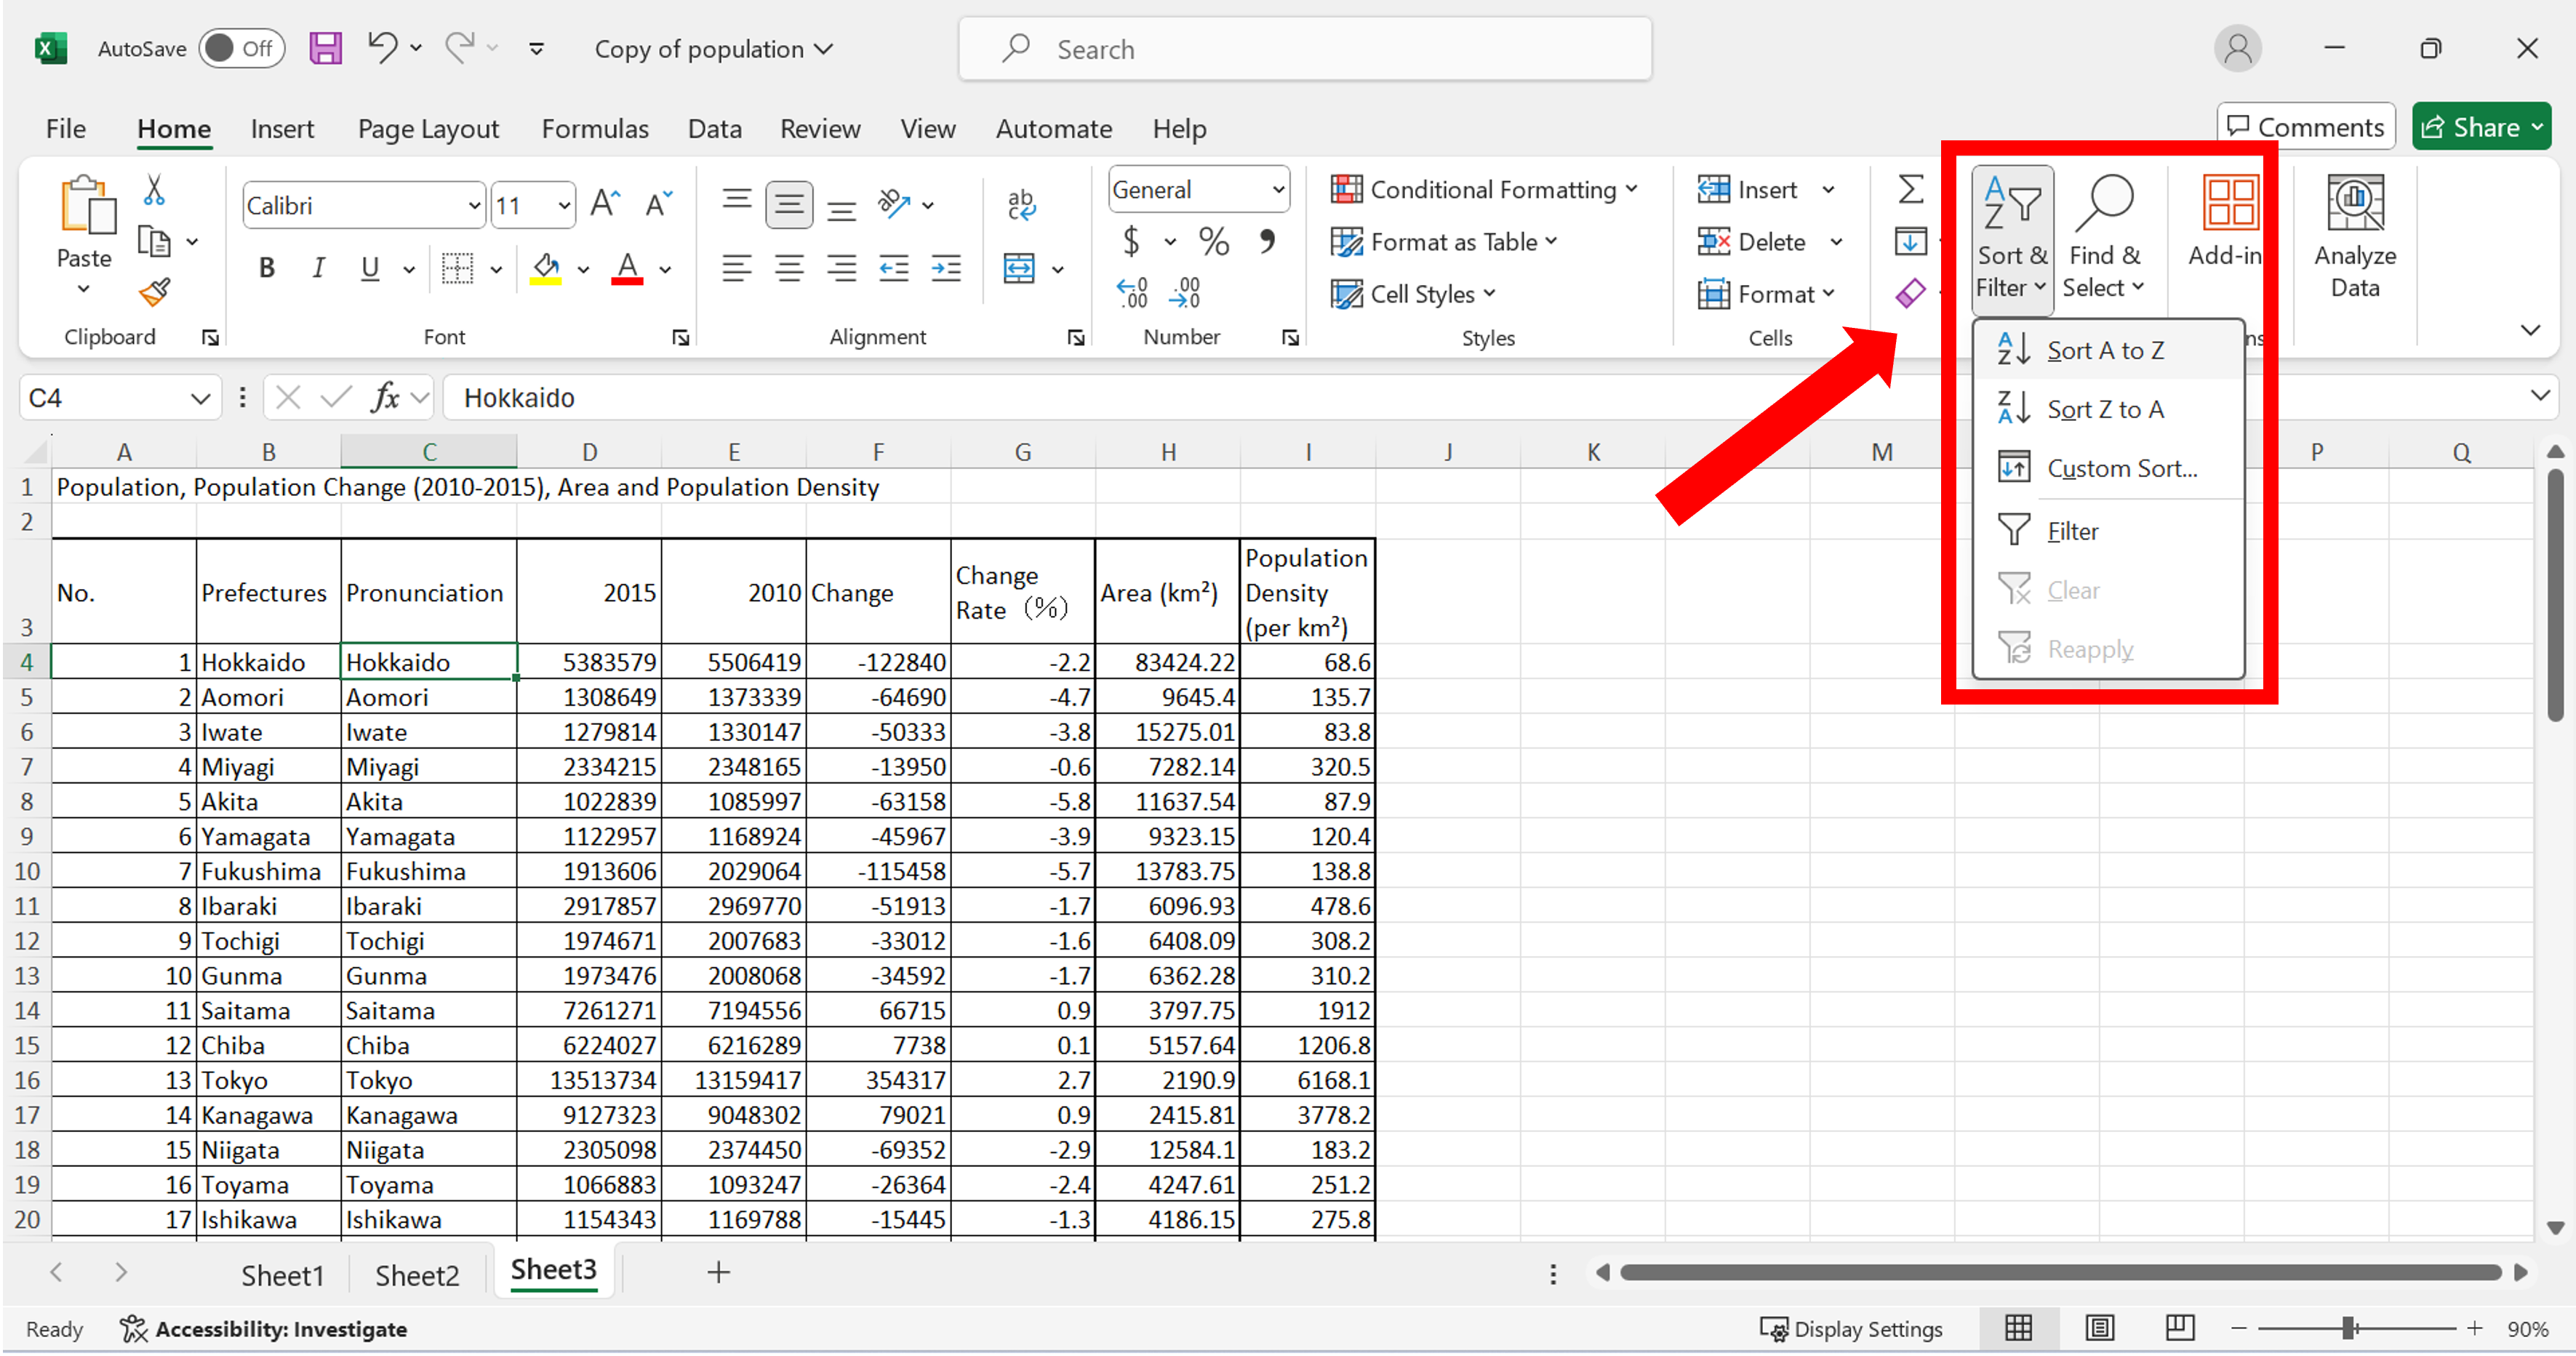 AutoSave Off Copy of population Search
File Home Insert Page Layout Formulas Data Review View Automate Help Comments Share
Paste
Clipboard
Calibri 11
B I U A
Font
ab
Alignment
General
$ % ,
Number
Conditional Formatting
Format as Table
Cell Styles
Styles
Insert
Delete
Format
Cells
Sort & Filter
Find & Select
Add-in
ns
Analyze Data
Sort A to Z
Sort Z to A
Custom Sort...
Filter
Clear
Reapply
C4 fx Hokkaido
A B C D E F G H I J K M P Q
1 Population, Population Change (2010-2015), Area and Population Density
2
3 No. Prefectures Pronunciation 2015 2010 Change Change Rate （%） Area (km²) Population Density (per km²)
4 1 Hokkaido Hokkaido 5383579 5506419 -122840 -2.2 83424.22 68.6
5 2 Aomori Aomori 1308649 1373339 -64690 -4.7 9645.4 135.7
6 3 Iwate Iwate 1279814 1330147 -50333 -3.8 15275.01 83.8
7 4 Miyagi Miyagi 2334215 2348165 -13950 -0.6 7282.14 320.5
8 5 Akita Akita 1022839 1085997 -63158 -5.8 11637.54 87.9
9 6 Yamagata Yamagata 1122957 1168924 -45967 -3.9 9323.15 120.4
10 7 Fukushima Fukushima 1913606 2029064 -115458 -5.7 13783.75 138.8
11 8 Ibaraki Ibaraki 2917857 2969770 -51913 -1.7 6096.93 478.6
12 9 Tochigi Tochigi 1974671 2007683 -33012 -1.6 6408.09 308.2
13 10 Gunma Gunma 1973476 2008068 -34592 -1.7 6362.28 310.2
14 11 Saitama Saitama 7261271 7194556 66715 0.9 3797.75 1912
15 12 Chiba Chiba 6224027 6216289 7738 0.1 5157.64 1206.8
16 13 Tokyo Tokyo 13513734 13159417 354317 2.7 2190.9 6168.1
17 14 Kanagawa Kanagawa 9127323 9048302 79021 0.9 2415.81 3778.2
18 15 Niigata Niigata 2305098 2374450 -69352 -2.9 12584.1 183.2
19 16 Toyama Toyama 1066883 1093247 -26364 -2.4 4247.61 251.2
20 17 Ishikawa Ishikawa 1154343 1169788 -15445 -1.3 4186.15 275.8
Sheet1 Sheet2 Sheet3
Ready Accessibility: Investigate Display Settings 90%